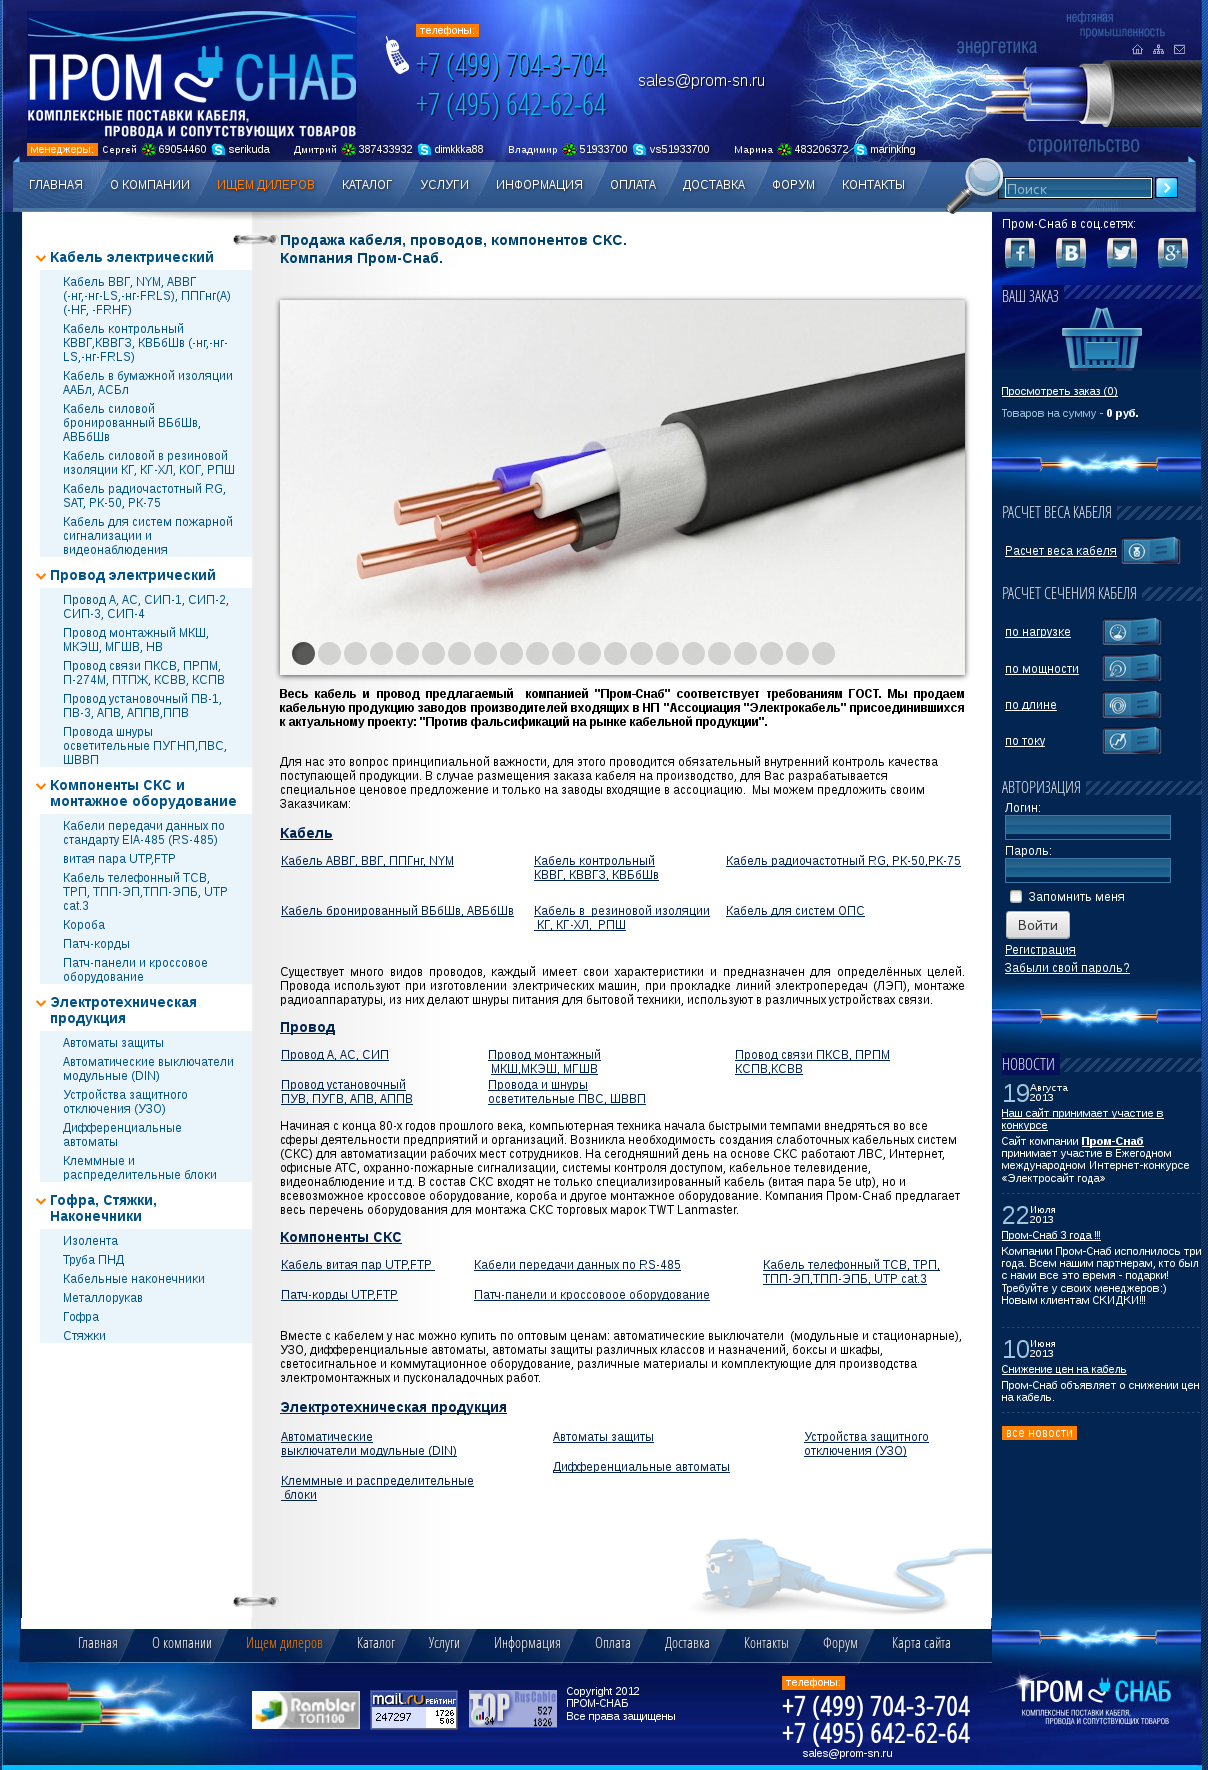 ПРОМ СНАБ
КОМПЛЕКСНЫЕ ПОСТАВКИ КАБЕЛЯ,
ПРОВОДА И СОПУТСТВУЮЩИХ ТОВАРОВ
телефоны:
+7 (499) 704-3-704
+7 (495) 642-62-64
sales@prom-sn.ru
нефтяная
промышленность
энергетика
строительство
менеджеры: Сергей 69054460 serikuda Дмитрий 387433932 dimkkka88 Владимир 51933700 vs51933700 Марина 483206372 marinking
ГЛАВНАЯ О КОМПАНИИ ИЩЕМ ДИЛЕРОВ КАТАЛОГ УСЛУГИ ИНФОРМАЦИЯ ОПЛАТА ДОСТАВКА ФОРУМ КОНТАКТЫ
Поиск
Кабель электрический
Кабель ВВГ, NYM, АВВГ
(-нг,-нг-LS,-нг-FRLS), ППГнг(А)
(-HF, -FRHF)
Кабель контрольный
КВВГ,КВВГЗ, КВБбШв (-нг,-нг-
LS,-нг-FRLS)
Кабель в бумажной изоляции
ААБл, АСБл
Кабель силовой
бронированный ВБбШв,
АВБбШв
Кабель силовой в резиновой
изоляции КГ, КГ-ХЛ, КОГ, РПШ
Кабель радиочастотный RG,
SAT, РК-50, РК-75
Кабель для систем пожарной
сигнализации и
видеонаблюдения
Провод электрический
Провод А, АС, СИП-1, СИП-2,
СИП-3, СИП-4
Провод монтажный МКШ,
МКЭШ, МГШВ, НВ
Провод связи ПКСВ, ПРПМ,
П-274М, ПТПЖ, КСВВ, КСПВ
Провод установочный ПВ-1,
ПВ-3, АПВ, АППВ,ППВ
Провода шнуры
осветительные ПУГНП,ПВС,
ШВВП
Компоненты СКС и
монтажное оборудование
Кабели передачи данных по
стандарту EIA-485 (RS-485)
витая пара UTP,FTP
Кабель телефонный ТСВ,
ТРП, ТПП-ЭП,ТПП-ЭПБ, UTP
cat.3
Короба
Патч-корды
Патч-панели и кроссовое
оборудование
Электротехническая
продукция
Автоматы защиты
Автоматические выключатели
модульные (DIN)
Устройства защитного
отключения (УЗО)
Дифференциальные
автоматы
Клеммные и
распределительные блоки
Гофра, Стяжки,
Наконечники
Изолента
Труба ПНД
Кабельные наконечники
Металлорукав
Гофра
Стяжки
Продажа кабеля, проводов, компонентов СКС.
Компания Пром-Снаб.
Весь кабель и провод предлагаемый компанией "Пром-Снаб" соответствует требованиям ГОСТ. Мы продаем
кабельную продукцию заводов производителей входящих в НП "Ассоциация "Электрокабель" присоединившихся
к актуальному проекту: "Против фальсификаций на рынке кабельной продукции".
Для нас это вопрос принципиальной важности, для этого проводится обязательный внутренний контроль качества
поступающей продукции. В случае размещения заказа кабеля на производство, для Вас разрабатывается
специальное ценовое предложение и только на заводы входящие в ассоциацию. Мы можем предложить своим
Заказчикам:
Кабель
Кабель АВВГ, ВВГ, ППГнг, NYM
Кабель контрольный
КВВГ, КВВГЗ, КВБбШв
Кабель радиочастотный RG, РК-50,РК-75
Кабель бронированный ВБбШв, АВБбШв
Кабель в резиновой изоляции
КГ, КГ-ХЛ, РПШ
Кабель для систем ОПС
Существует много видов проводов, каждый имеет свои характеристики и предназначен для определённых целей.
Провода используют при изготовлении электрических машин, при прокладке линий электропередач (ЛЭП), монтаже
радиоаппаратуры, из них делают шнуры питания для бытовой техники, используют в различных устройствах связи.
Провод
Провод А, АС, СИП
Провод монтажный
МКШ,МКЭШ, МГШВ
Провод связи ПКСВ, ПРПМ
КСПВ,КСВВ
Провод установочный
ПУВ, ПУГВ, АПВ, АППВ
Провода и шнуры
осветительные ПВС, ШВВП
Начиная с конца 80-х годов прошлого века, компьютерная техника начала быстрыми темпами внедряться во все
сферы деятельности предприятий и организаций. Возникла необходимость создания слаботочных кабельных систем
(СКС) для автоматизации рабочих мест сотрудников. На сегодняшний день на основе СКС работают ЛВС, Интернет,
офисные АТС, охранно-пожарные сигнализации, системы контроля доступом, кабельное телевидение,
видеонаблюдение и т.д. В состав СКС входят не только специализированный кабель (витая пара 5e utp), но и
всевозможное кроссовое оборудование, короба и другое монтажное оборудование. Компания Пром-Снаб предлагает
весь перечень оборудования для монтажа СКС торговых марок TWT Lanmaster.
Компоненты СКС
Кабель витая пар UTP,FTP
Кабели передачи данных по RS-485
Кабель телефонный ТСВ, ТРП,
ТПП-ЭП,ТПП-ЭПБ, UTP cat.3
Патч-корды UTP,FTP
Патч-панели и кроссовоое оборудование
Вместе с кабелем у нас можно купить по оптовым ценам: автоматические выключатели (модульные и стационарные),
УЗО, дифференциальные автоматы, автоматы защиты различных классов и назначений, боксы и шкафы,
светосигнальное и коммутационное оборудование, различные материалы и комплектующие для производства
электромонтажных и пусконаладочных работ.
Электротехническая продукция
Автоматические
выключатели модульные (DIN)
Автоматы защиты
Устройства защитного
отключения (УЗО)
Дифференциальные автоматы
Клеммные и распределительные
блоки
Пром-Снаб в соц.сетях:
ВАШ ЗАКАЗ
Просмотреть заказ (0)
Товаров на сумму - 0 руб.
РАСЧЕТ ВЕСА КАБЕЛЯ
Расчет веса кабеля
РАСЧЕТ СЕЧЕНИЯ КАБЕЛЯ
по нагрузке
по мощности
по длине
по току
АВТОРИЗАЦИЯ
Логин:
Пароль:
Запомнить меня
Войти
Регистрация
Забыли свой пароль?
НОВОСТИ
19 Августа
2013
Наш сайт принимает участие в
конкурсе
Сайт компании Пром-Снаб
принимает участие в Ежегодном
международном Интернет-конкурсе
«Электросайт года»
22 Июля
2013
Пром-Снаб 3 года !!!
Компании Пром-Снаб исполнилось три
года. Всем нашим партнерам, кто был
с нами все это время - подарки!
Требуйте у своих менеджеров:)
Новым клиентам СКИДКИ!!!
10 Июня
2013
Снижение цен на кабель
Пром-Снаб объявляет о снижении цен
на кабель.
все новости
Главная О компании Ищем дилеров Каталог Услуги Информация Оплата Доставка Контакты Форум Карта сайта
Rambler
ТОП100
mail.ru РЕЙТИНГ
247297
1726
508
TOP RusCable
527
34
1826
Copyright 2012
ПРОМ-СНАБ
Все права защищены
телефоны:
+7 (499) 704-3-704
+7 (495) 642-62-64
sales@prom-sn.ru
ПРОМ СНАБ
КОМПЛЕКСНЫЕ ПОСТАВКИ КАБЕЛЯ,
ПРОВОДА И СОПУТСТВУЮЩИХ ТОВАРОВ